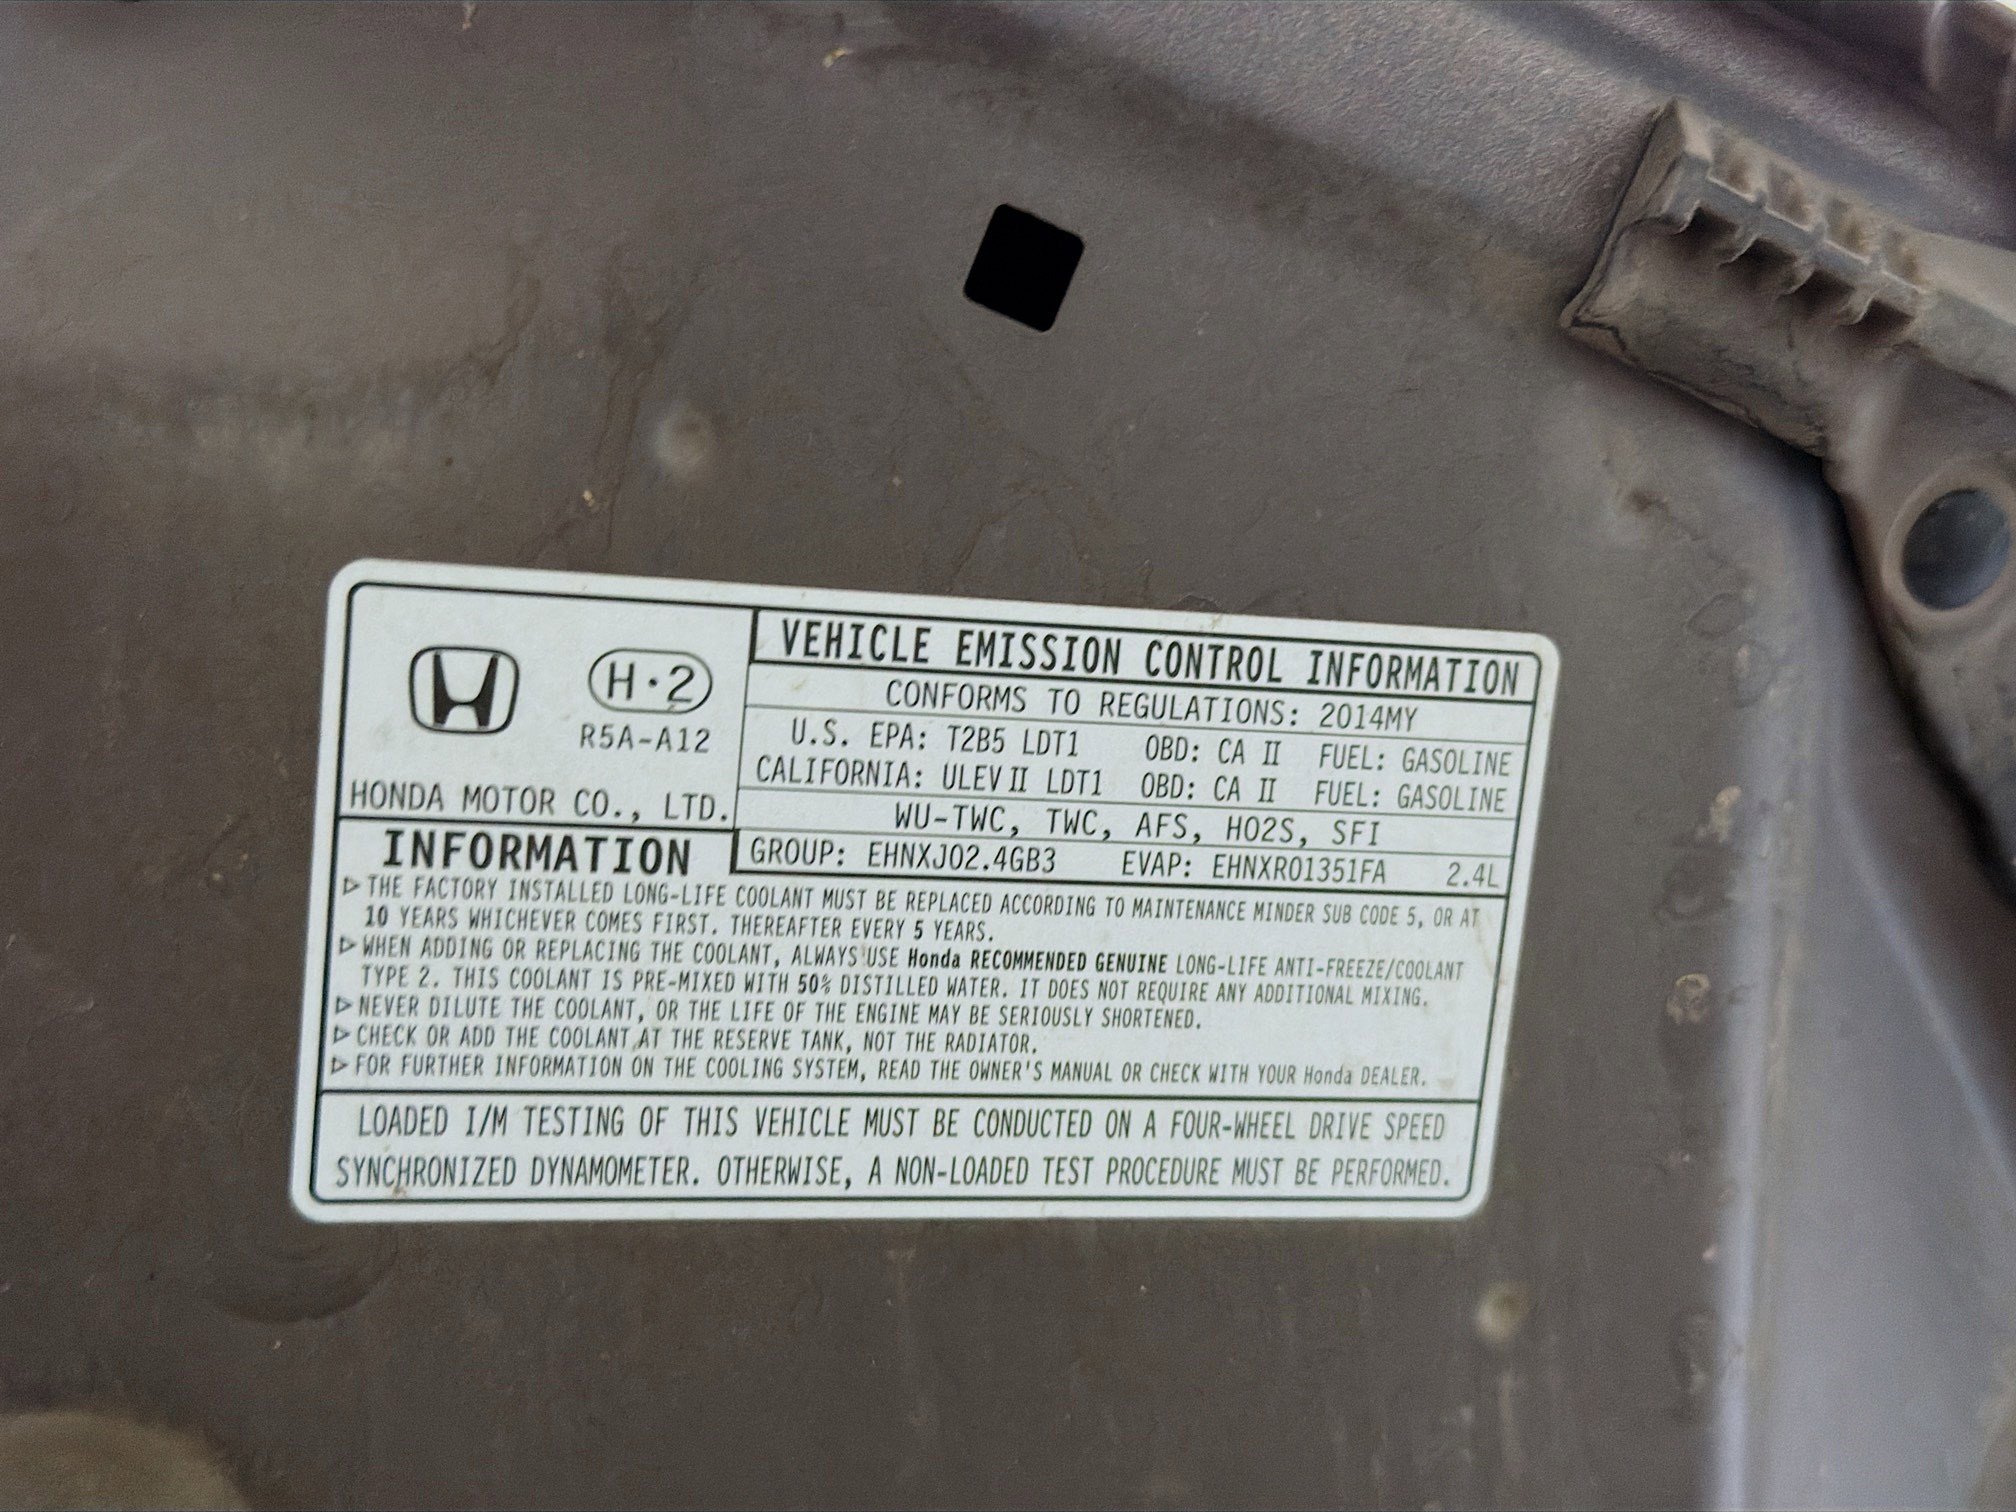 H·2
R5A-A12
HONDA MOTOR CO., LTD.
VEHICLE EMISSION CONTROL INFORMATION
CONFORMS TO REGULATIONS: 2014MY
U.S. EPA: T2B5 LDT1 OBD: CA II FUEL: GASOLINE
CALIFORNIA: ULEV II LDT1 OBD: CA II FUEL: GASOLINE
WU-TWC, TWC, AFS, HO2S, SFI
GROUP: EHNXJ02.4GB3 EVAP: EHNXR01351FA 2.4L
INFORMATION
▷ THE FACTORY INSTALLED LONG-LIFE COOLANT MUST BE REPLACED ACCORDING TO MAINTENANCE MINDER SUB CODE 5, OR AT
10 YEARS WHICHEVER COMES FIRST. THEREAFTER EVERY 5 YEARS.
▷ WHEN ADDING OR REPLACING THE COOLANT, ALWAYS USE Honda RECOMMENDED GENUINE LONG-LIFE ANTI-FREEZE/COOLANT
TYPE 2. THIS COOLANT IS PRE-MIXED WITH 50% DISTILLED WATER. IT DOES NOT REQUIRE ANY ADDITIONAL MIXING.
▷ NEVER DILUTE THE COOLANT, OR THE LIFE OF THE ENGINE MAY BE SERIOUSLY SHORTENED.
▷ CHECK OR ADD THE COOLANT AT THE RESERVE TANK, NOT THE RADIATOR.
▷ FOR FURTHER INFORMATION ON THE COOLING SYSTEM, READ THE OWNER'S MANUAL OR CHECK WITH YOUR Honda DEALER.
LOADED I/M TESTING OF THIS VEHICLE MUST BE CONDUCTED ON A FOUR-WHEEL DRIVE SPEED
SYNCHRONIZED DYNAMOMETER. OTHERWISE, A NON-LOADED TEST PROCEDURE MUST BE PERFORMED.